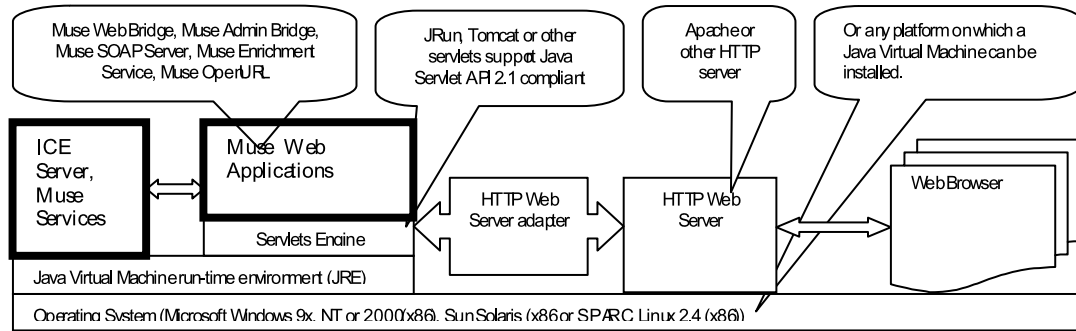 Muse Web Bridge, Muse Admin Bridge,
Muse SOAP Server, Muse Enrichment
Service, Muse OpenURL
JRun, Tomcat or other
servlets support Java
Servlet API 2.1 compliant
Apache or
other HTTP
server
Or any platform on which a
Java Virtual Machine can be
installed.
ICE
Server,
Muse
Services
Muse Web
Applications
Servlets Engine
HTTP Web
Server adapter
HTTP Web
Server
Web Browser
Java Virtual Machine run-time environment (JRE)
Operating System (Microsoft Windows 9x, NT or 2000(x86), Sun Solaris (x86 or SPARC, Linux 2.4 (x86))